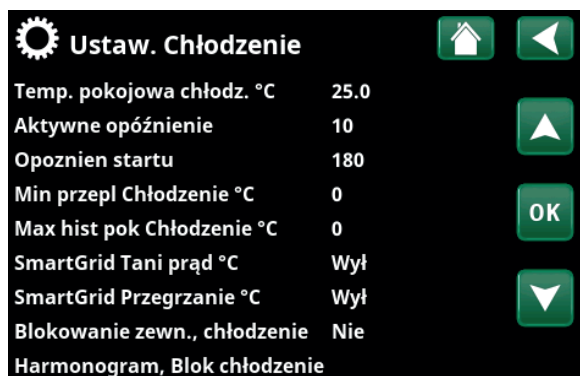 Ustaw. Chłodzenie
Temp. pokojowa chłodz. °C 25.0
Aktywne opóźnienie 10
Opoznien startu 180
Min przepl Chłodzenie °C 0
Max hist pok Chłodzenie °C 0
SmartGrid Tani prąd °C Wył
SmartGrid Przegrzanie °C Wył
Blokowanie zewn., chłodzenie Nie
Harmonogram, Blok chłodzenie
OK